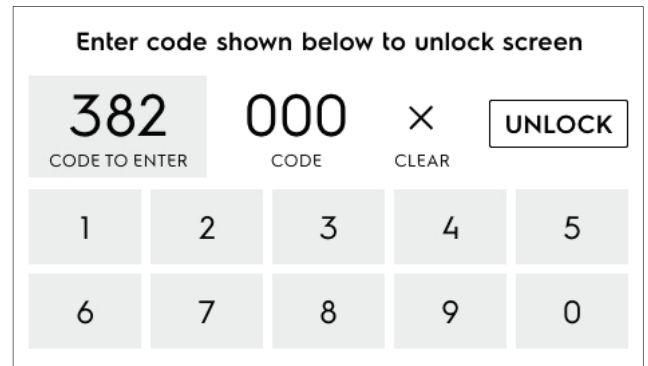 Enter code shown below to unlock screen
382 000 × UNLOCK
CODE TO ENTER CODE CLEAR
1 2 3 4 5
6 7 8 9 0